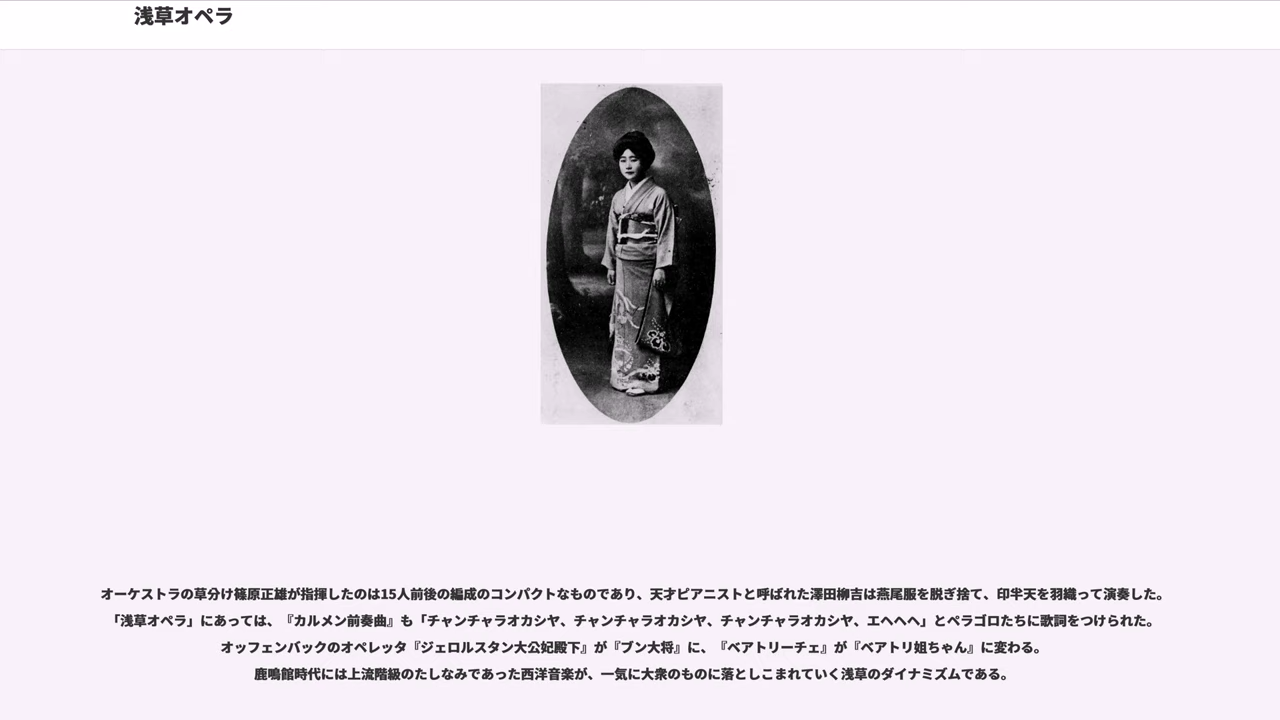 浅草オペラ
オーケストラの草分け篠原正雄が指揮したのは15人前後の編成のコンパクトなものであり、天才ピアニストと呼ばれた澤田柳吉は燕尾服を脱ぎ捨て、印半天を羽織って演奏した。
「浅草オペラ」にあっては、『カルメン前奏曲』も「チャンチャラオカシヤ、チャンチャラオカシヤ、チャンチャラオカシヤ、エヘヘヘ」とペラゴロたちに歌詞をつけられた。
オッフェンバックのオペレッタ『ジェロルスタン大公妃殿下』が『ブン大将』に、『ベアトリーチェ』が『ベアトリ姐ちゃん』に変わる。
鹿鳴館時代には上流階級のたしなみであった西洋音楽が、一気に大衆のものに落としこまれていく浅草のダイナミズムである。